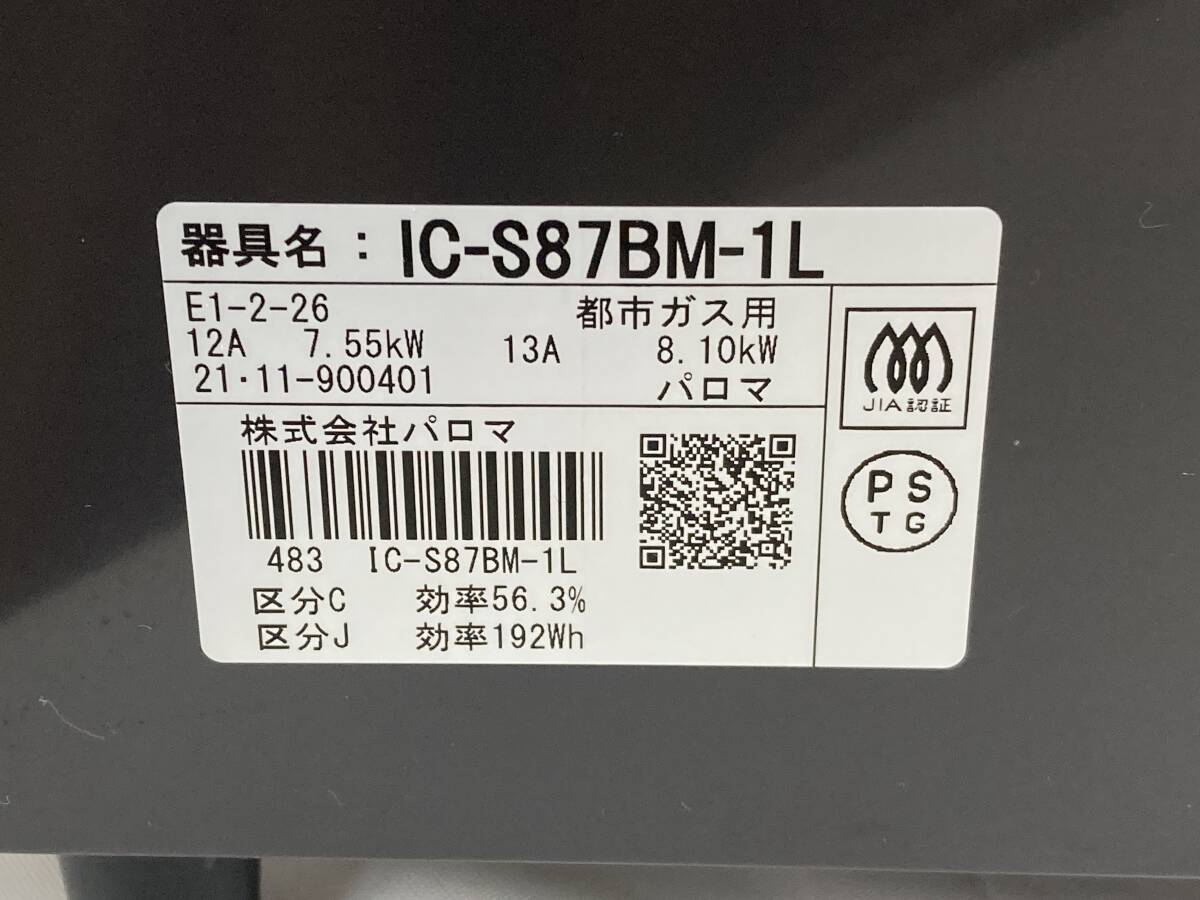 器具名 : IC-S87BM-1L
E1-2-26 都市ガス用
12A 7.55kW 13A 8.10kW
21・11-900401 パロマ
JIA認証
株式会社パロマ
PS
TG
483 IC-S87BM-1L
区分C 効率56.3%
区分J 効率192Wh